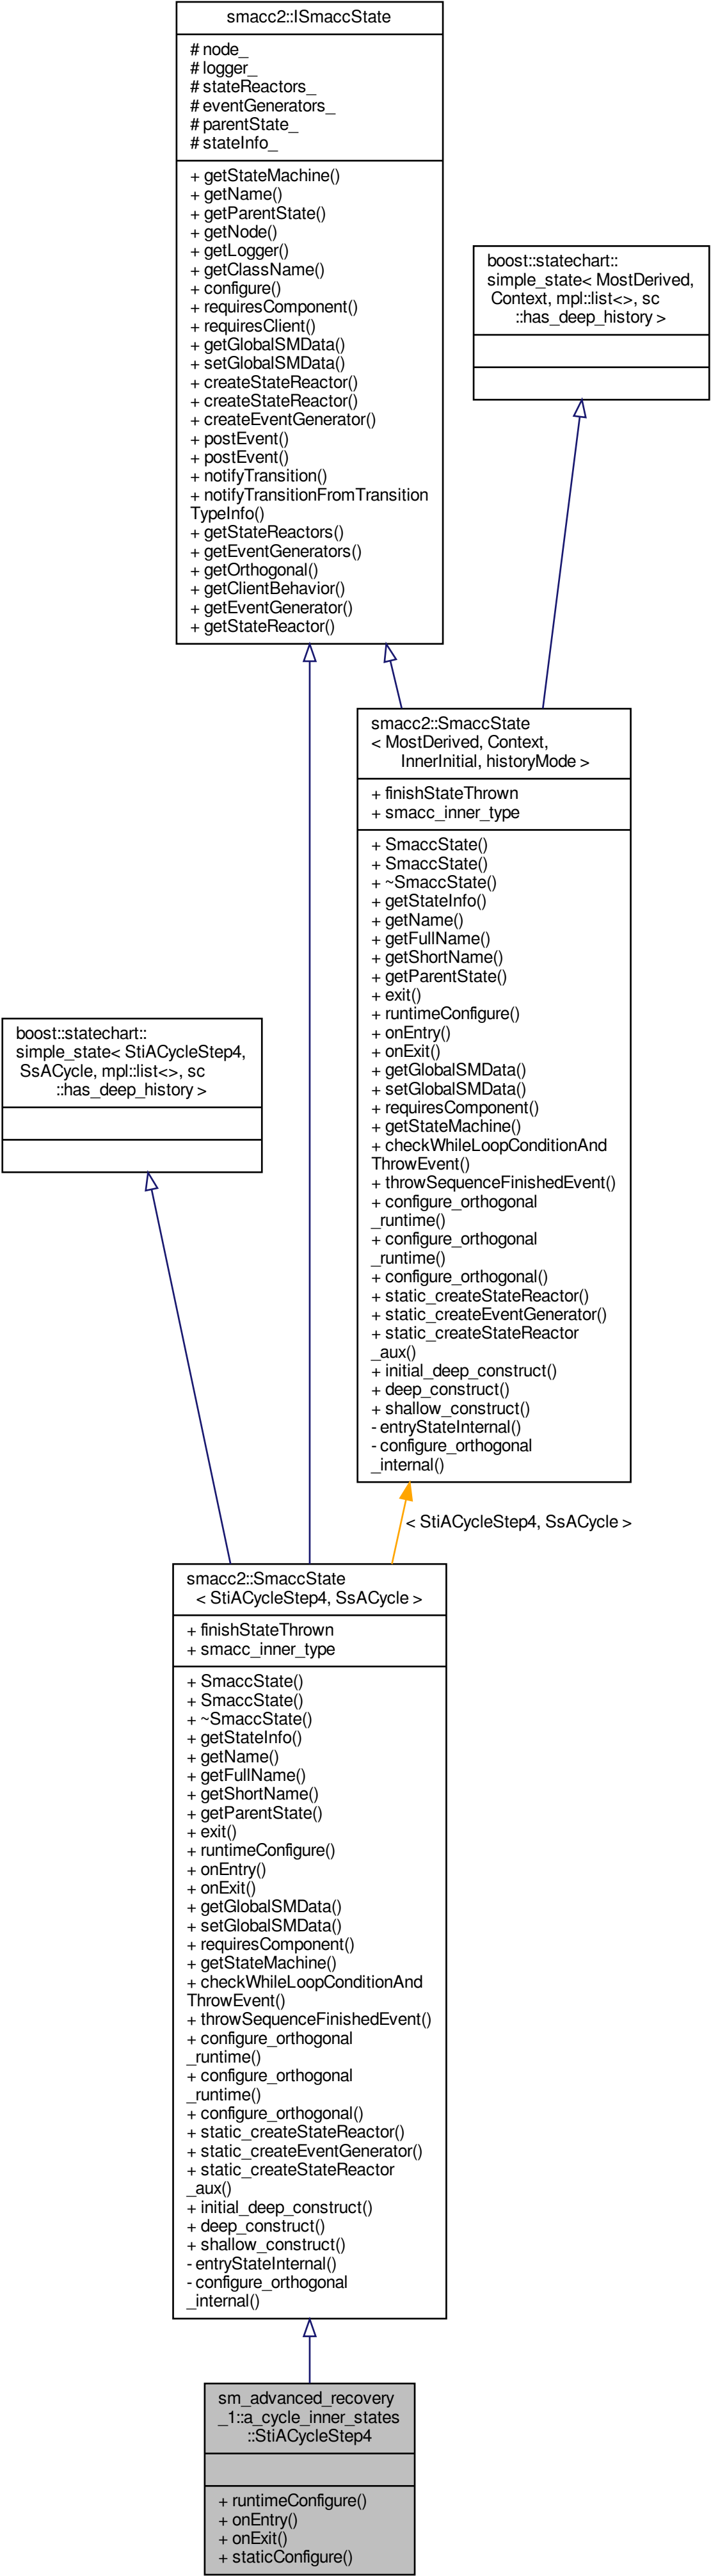 smacc2::ISmaccState
# node_
# logger_
# stateReactors_
# eventGenerators_
# parentState_
# stateInfo_
+ getStateMachine()
+ getName()
+ getParentState()
+ getNode()
+ getLogger()
+ getClassName()
+ configure()
+ requiresComponent()
+ requiresClient()
+ getGlobalSMData()
+ setGlobalSMData()
+ createStateReactor()
+ createStateReactor()
+ createEventGenerator()
+ postEvent()
+ postEvent()
+ notifyTransition()
+ notifyTransitionFromTransition
TypeInfo()
+ getStateReactors()
+ getEventGenerators()
+ getOrthogonal()
+ getClientBehavior()
+ getEventGenerator()
+ getStateReactor()
boost::statechart::
simple_state< MostDerived,
Context, mpl::list<>, sc
::has_deep_history >
smacc2::SmaccState
< MostDerived, Context,
InnerInitial, historyMode >
+ finishStateThrown
+ smacc_inner_type
+ SmaccState()
+ SmaccState()
+ ~SmaccState()
+ getStateInfo()
+ getName()
+ getFullName()
+ getShortName()
+ getParentState()
+ exit()
+ runtimeConfigure()
+ onEntry()
+ onExit()
+ getGlobalSMData()
+ setGlobalSMData()
+ requiresComponent()
+ getStateMachine()
+ checkWhileLoopConditionAnd
ThrowEvent()
+ throwSequenceFinishedEvent()
+ configure_orthogonal
_runtime()
+ configure_orthogonal
_runtime()
+ configure_orthogonal()
+ static_createStateReactor()
+ static_createEventGenerator()
+ static_createStateReactor
_aux()
+ initial_deep_construct()
+ deep_construct()
+ shallow_construct()
- entryStateInternal()
- configure_orthogonal
_internal()
boost::statechart::
simple_state< StiACycleStep4,
SsACycle, mpl::list<>, sc
::has_deep_history >
< StiACycleStep4, SsACycle >
smacc2::SmaccState
< StiACycleStep4, SsACycle >
+ finishStateThrown
+ smacc_inner_type
+ SmaccState()
+ SmaccState()
+ ~SmaccState()
+ getStateInfo()
+ getName()
+ getFullName()
+ getShortName()
+ getParentState()
+ exit()
+ runtimeConfigure()
+ onEntry()
+ onExit()
+ getGlobalSMData()
+ setGlobalSMData()
+ requiresComponent()
+ getStateMachine()
+ checkWhileLoopConditionAnd
ThrowEvent()
+ throwSequenceFinishedEvent()
+ configure_orthogonal
_runtime()
+ configure_orthogonal
_runtime()
+ configure_orthogonal()
+ static_createStateReactor()
+ static_createEventGenerator()
+ static_createStateReactor
_aux()
+ initial_deep_construct()
+ deep_construct()
+ shallow_construct()
- entryStateInternal()
- configure_orthogonal
_internal()
sm_advanced_recovery
_1::a_cycle_inner_states
::StiACycleStep4
+ runtimeConfigure()
+ onEntry()
+ onExit()
+ staticConfigure()